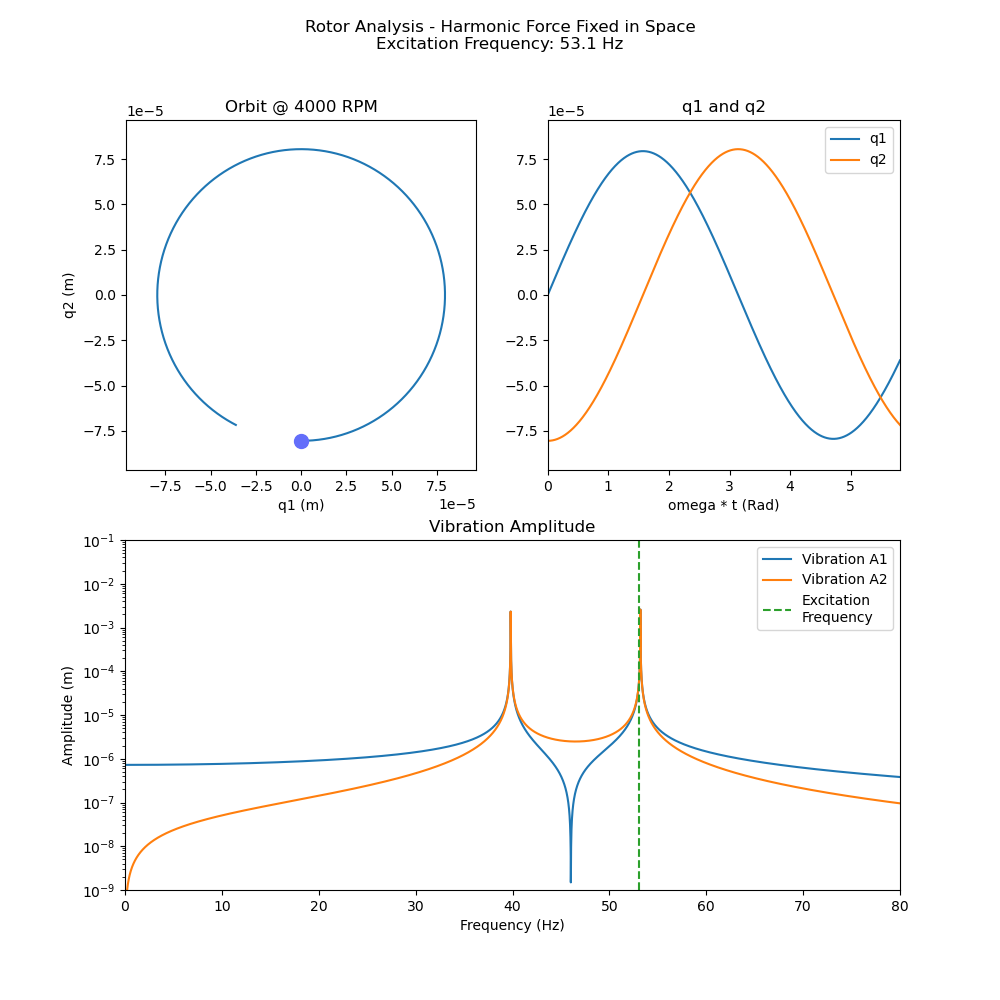 Rotor Analysis - Harmonic Force Fixed in Space
Excitation Frequency: 53.1 Hz
Orbit @ 4000 RPM
1e−5
7.5
5.0
2.5
0.0
−2.5
−5.0
−7.5
q2 (m)
−7.5 −5.0 −2.5 0.0 2.5 5.0 7.5
q1 (m)
1e−5
q1 and q2
1e−5
7.5
5.0
2.5
0.0
−2.5
−5.0
−7.5
q1
q2
0 1 2 3 4 5
omega * t (Rad)
Vibration Amplitude
10⁻¹
10⁻²
10⁻³
10⁻⁴
10⁻⁵
10⁻⁶
10⁻⁷
10⁻⁸
10⁻⁹
Amplitude (m)
Vibration A1
Vibration A2
Excitation
Frequency
0 10 20 30 40 50 60 70 80
Frequency (Hz)